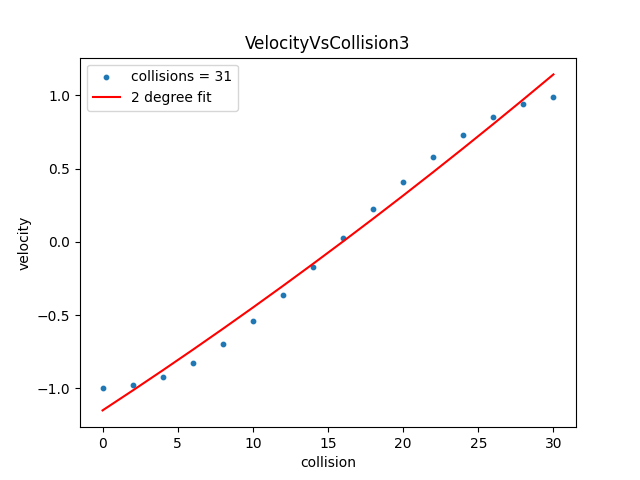 VelocityVsCollision3
collisions = 31
2 degree fit
1.0
0.5
0.0
−0.5
−1.0
velocity
0 5 10 15 20 25 30
collision